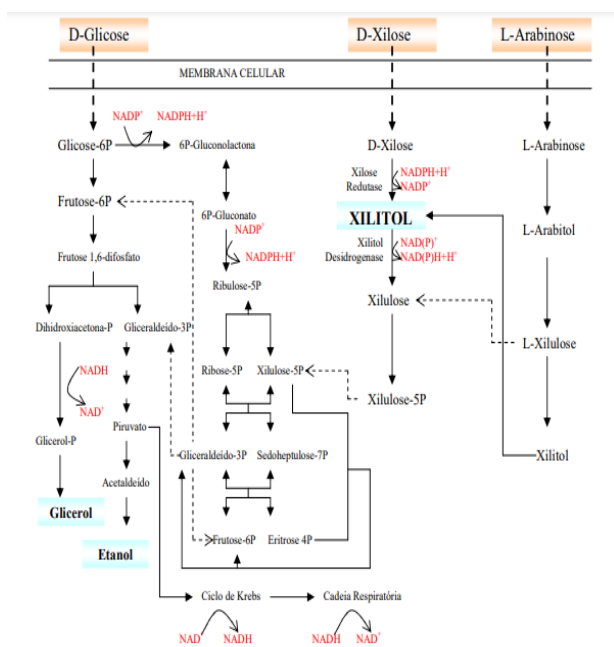 D-Glicose
D-Xilose
L-Arabinose
MEMBRANA CELULAR
NADP⁺ NADPH+H⁺
Glicose-6P
6P-Gluconolactona
D-Xilose
L-Arabinose
Xilose
Redutase
NADPH+H⁺
NADP⁺
Frutose-6P
6P-Gluconato
XILITOL
L-Arabitol
NADP⁺
NADPH+H⁺
Xilitol
Desidrogenase
NAD(P)⁺
NAD(P)H+H⁺
Frutose 1,6-difosfato
Ribulose-5P
Xilulose
Dihidroxiacetona-P
Gliceraldeido-3P
L-Xilulose
NADH
NAD⁺
Ribose-5P
Xilulose-5P
Xilulose-5P
Piruvato
Glicerol-P
Gliceraldeído-3P
Sedoheptulose-7P
Xilitol
Acetaldeído
Glicerol
Etanol
Frutose-6P
Eritrose 4P
Ciclo de Krebs
Cadeia Respiratória
NAD⁺
NADH
NADH
NAD⁺